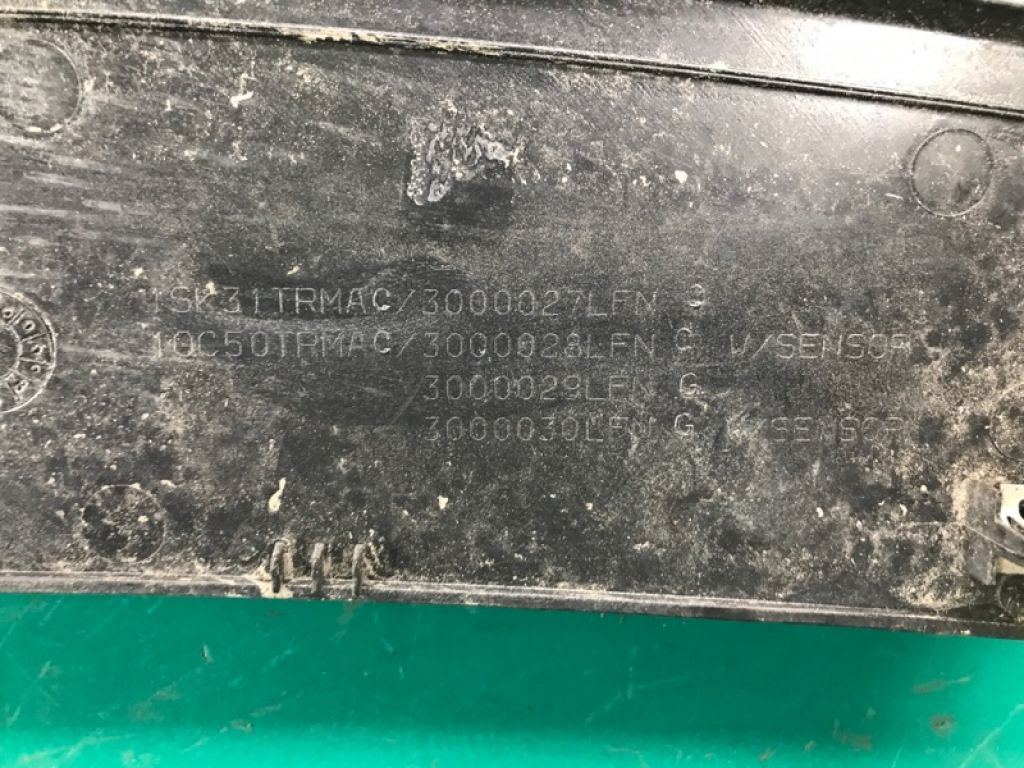 1SK31TRMAC/3000027LFN G
10C50TRMAC/3000028LFN G W/SENSOR
3000029LFN G
3000030LFN G W/SENSOR